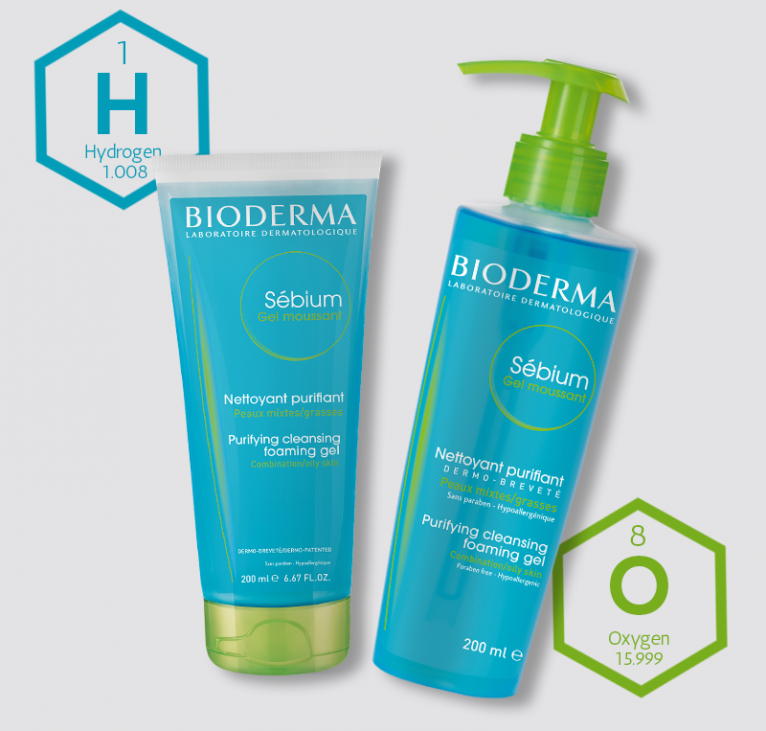 1
H
Hydrogen
1.008
BIODERMA
LABORATOIRE DERMATOLOGIQUE
Sébium
Gel moussant
Nettoyant purifiant
Peaux mixtes/grasses
Purifying cleansing
foaming gel
Combination/oily skin
DERMO-BREVETÉ/DERMO-PATENTED
Sans paraben - Hypoallergénique
200 ml e 6.67 FL.OZ.
BIODERMA
LABORATOIRE DERMATOLOGIQUE
Sébium
Gel moussant
Nettoyant purifiant
DERMO-BREVETÉ
Peaux mixtes/grasses
Sans paraben - Hypoallergénique
Purifying cleansing
foaming gel
Combination/oily skin
Paraben free - Hypoallergenic
200 ml e
8
O
Oxygen
15.999